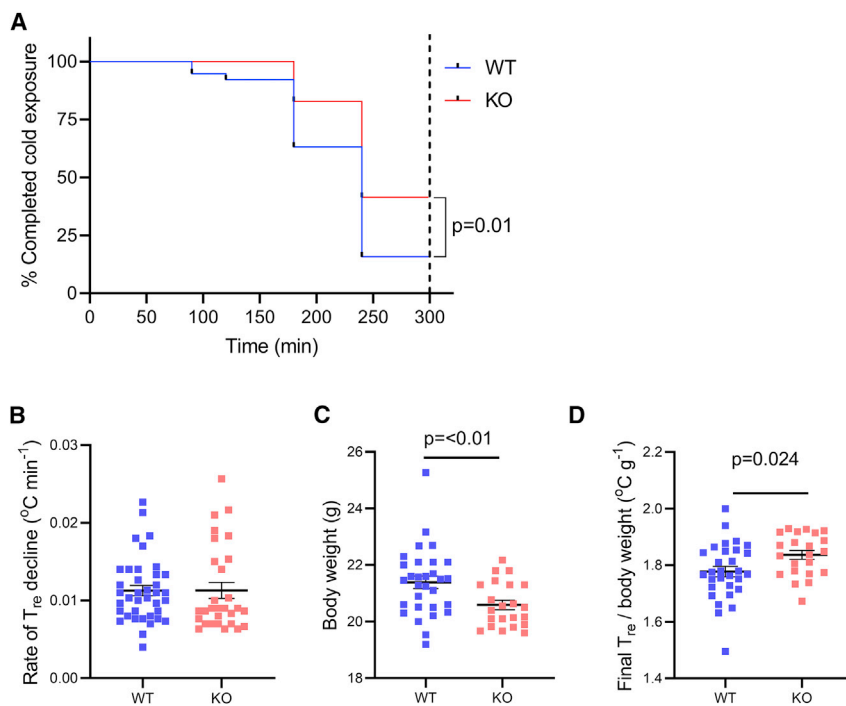 A
% Completed cold exposure
100
75
50
25
0
0 50 100 150 200 250 300
Time (min)
WT
KO
p=0.01
B
Rate of Tre decline (oC min-1)
0.03
0.02
0.01
0.00
WT KO
C
Body weight (g)
p=<0.01
26
24
22
20
18
WT KO
D
Final Tre / body weight (oC g-1)
p=0.024
2.2
2.0
1.8
1.6
1.4
WT KO